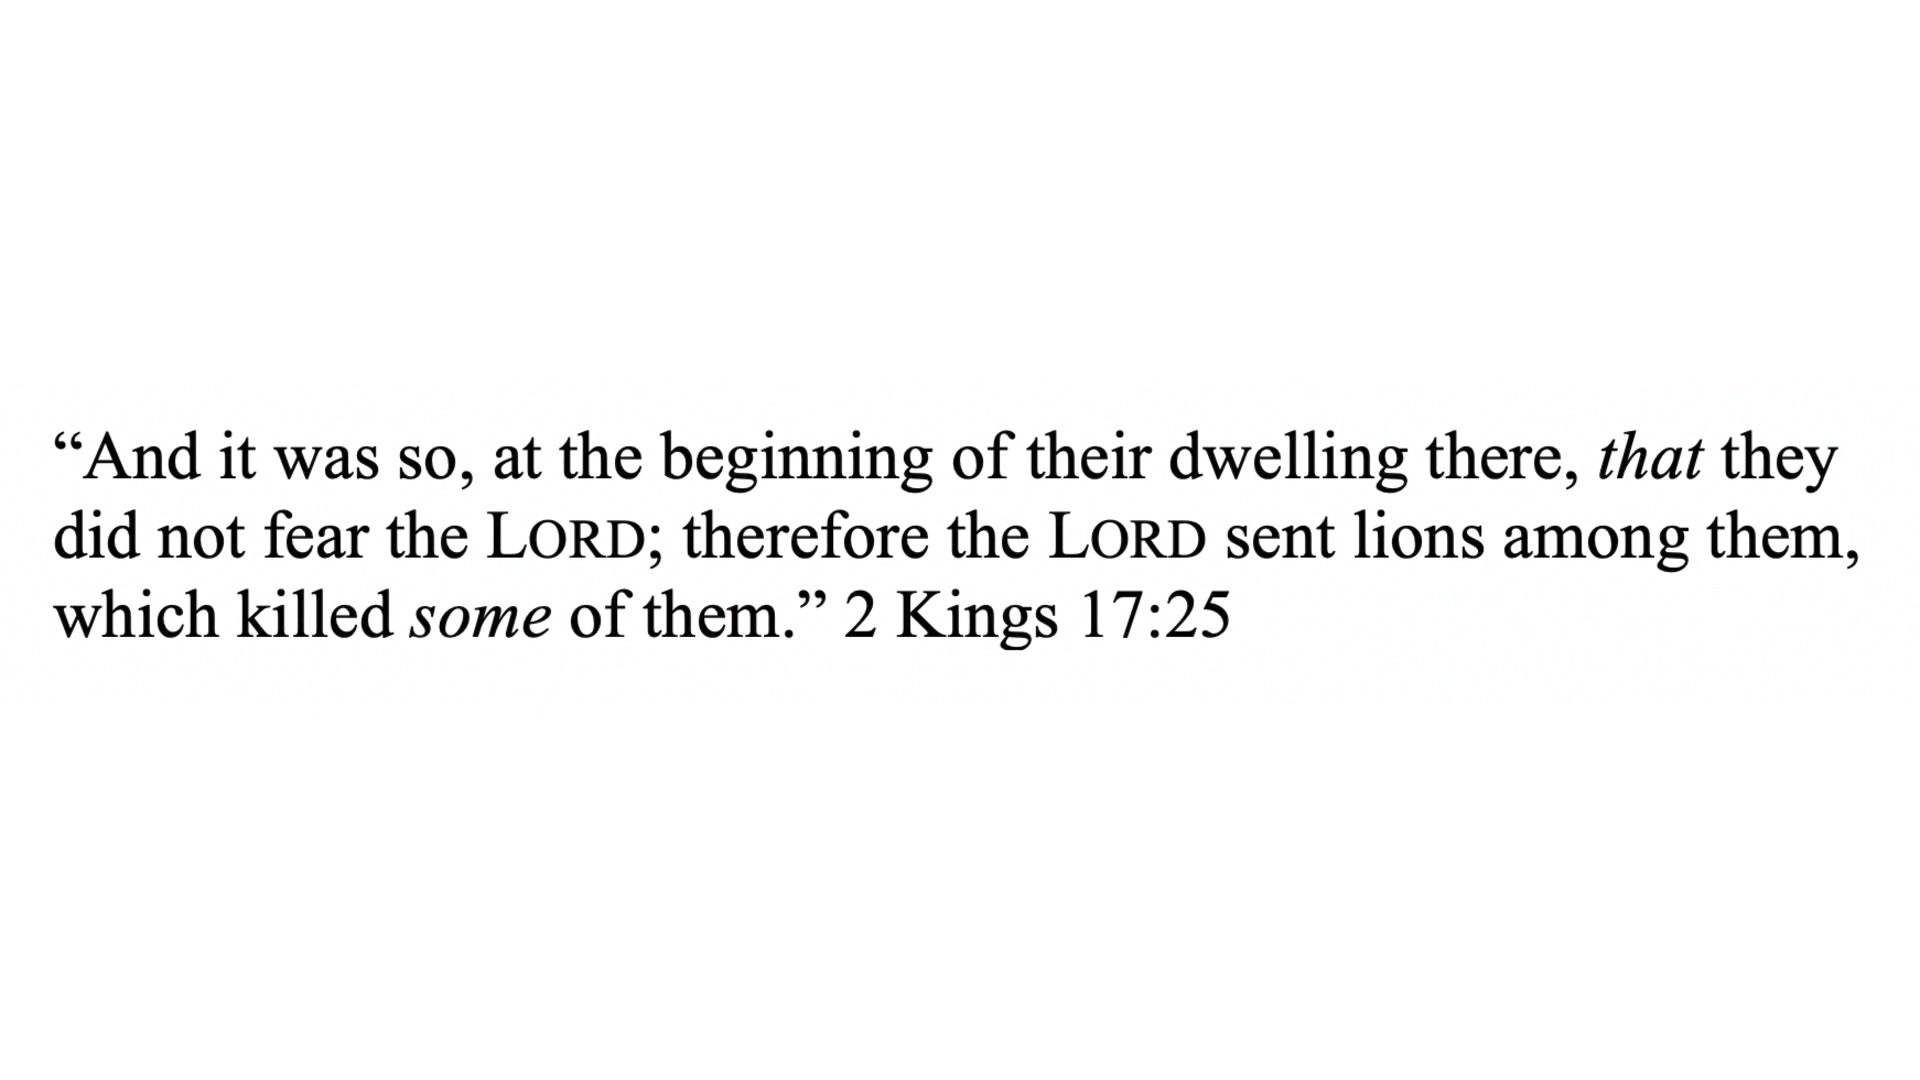 “And it was so, at the beginning of their dwelling there, that they
did not fear the LORD; therefore the LORD sent lions among them,
which killed some of them.” 2 Kings 17:25